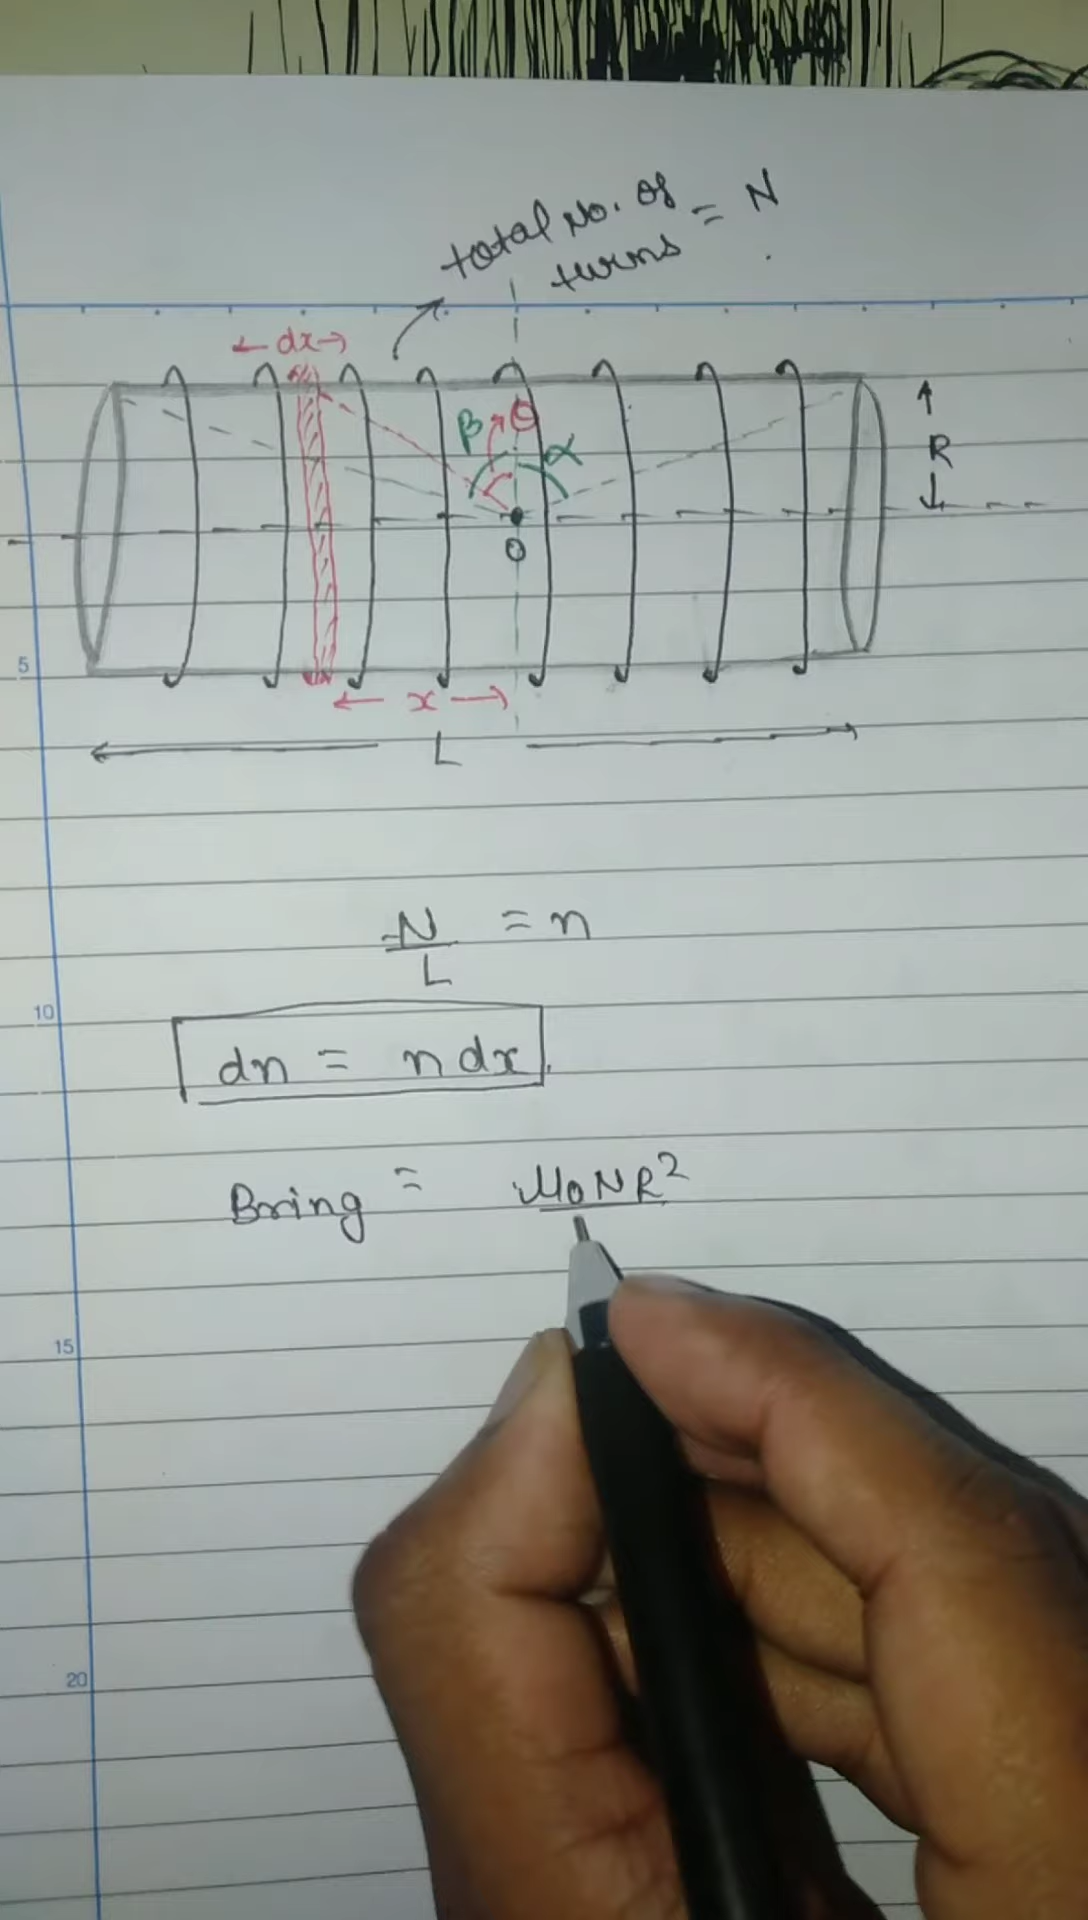 total No. of = N
turns
← dx →
β θ α
R
O
← x →
L
5
N/L = n
10
dn = n dx
Bring = μ0NR²
15
20